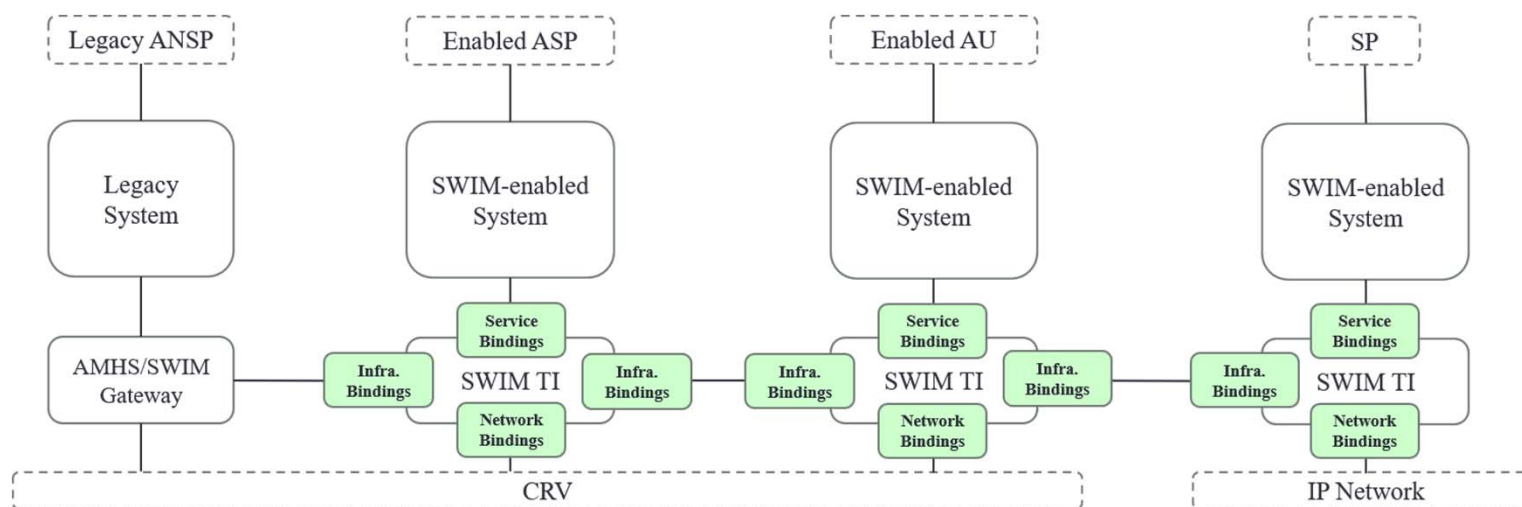 Legacy ANSP
Enabled ASP
Enabled AU
SP
Legacy
System
SWIM-enabled
System
SWIM-enabled
System
SWIM-enabled
System
AMHS/SWIM
Gateway
Infra.
Bindings
Service
Bindings
SWIM TI
Network
Bindings
Infra.
Bindings
Infra.
Bindings
Service
Bindings
SWIM TI
Network
Bindings
Infra.
Bindings
Infra.
Bindings
Service
Bindings
SWIM TI
Network
Bindings
CRV
IP Network